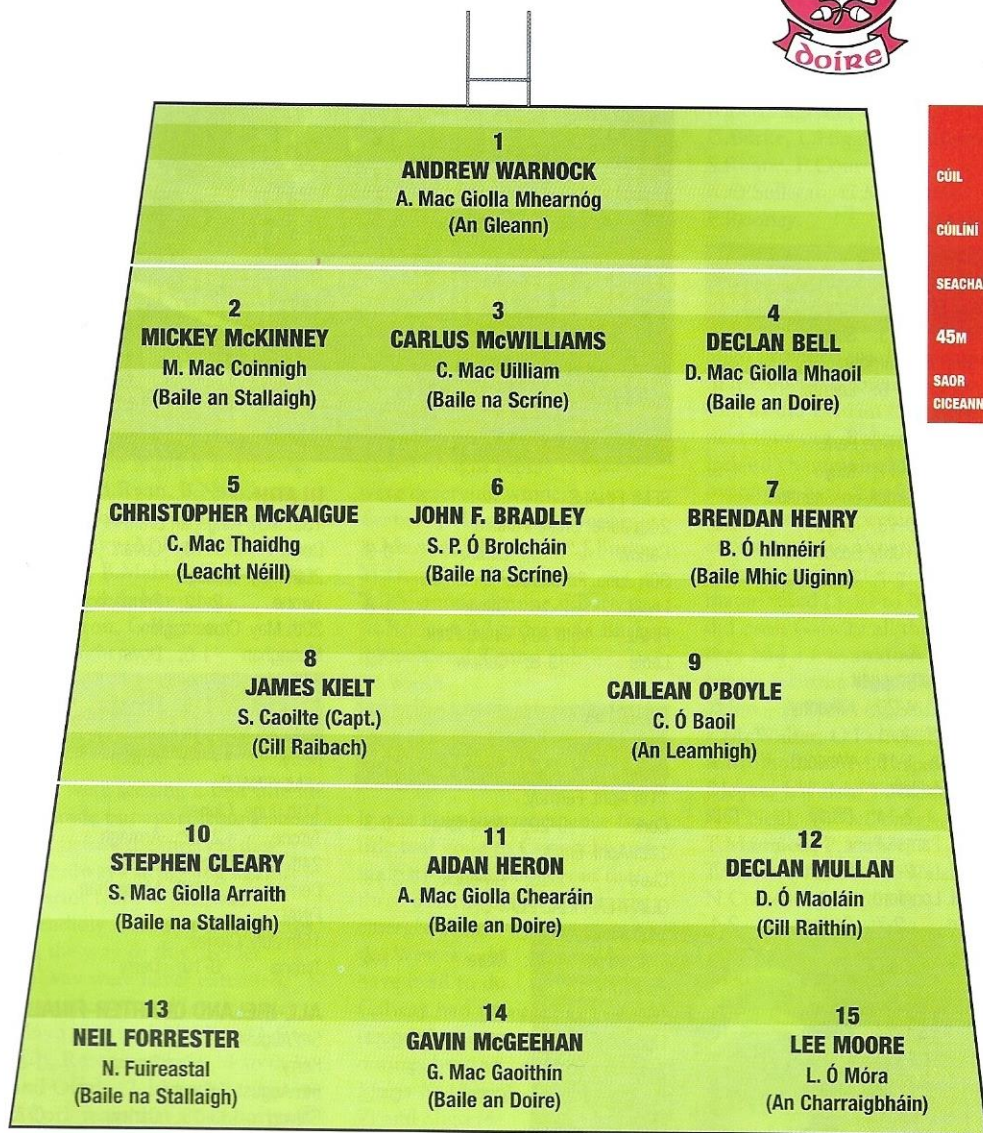 doire
1
ANDREW WARNOCK
A. Mac Giolla Mhearnóg
(An Gleann)
2
MICKEY McKINNEY
M. Mac Coinnigh
(Baile an Stallaigh)
3
CARLUS McWILLIAMS
C. Mac Uilliam
(Baile na Scríne)
4
DECLAN BELL
D. Mac Giolla Mhaoil
(Baile an Doire)
5
CHRISTOPHER McKAIGUE
C. Mac Thaidhg
(Leacht Néill)
6
JOHN F. BRADLEY
S. P. Ó Brolcháin
(Baile na Scríne)
7
BRENDAN HENRY
B. Ó hInnéirí
(Baile Mhic Uiginn)
8
JAMES KIELT
S. Caoilte (Capt.)
(Cill Raibach)
9
CAILEAN O'BOYLE
C. Ó Baoil
(An Leamhigh)
10
STEPHEN CLEARY
S. Mac Giolla Arraith
(Baile na Stallaigh)
11
AIDAN HERON
A. Mac Giolla Chearáin
(Baile an Doire)
12
DECLAN MULLAN
D. Ó Maoláin
(Cill Raithín)
13
NEIL FORRESTER
N. Fuireastal
(Baile na Stallaigh)
14
GAVIN McGEEHAN
G. Mac Gaoithín
(Baile an Doire)
15
LEE MOORE
L. Ó Móra
(An Charraigbháin)
CÚIL
CÚILÍNÍ
SEACHA
45M
SAOR
CICEANN